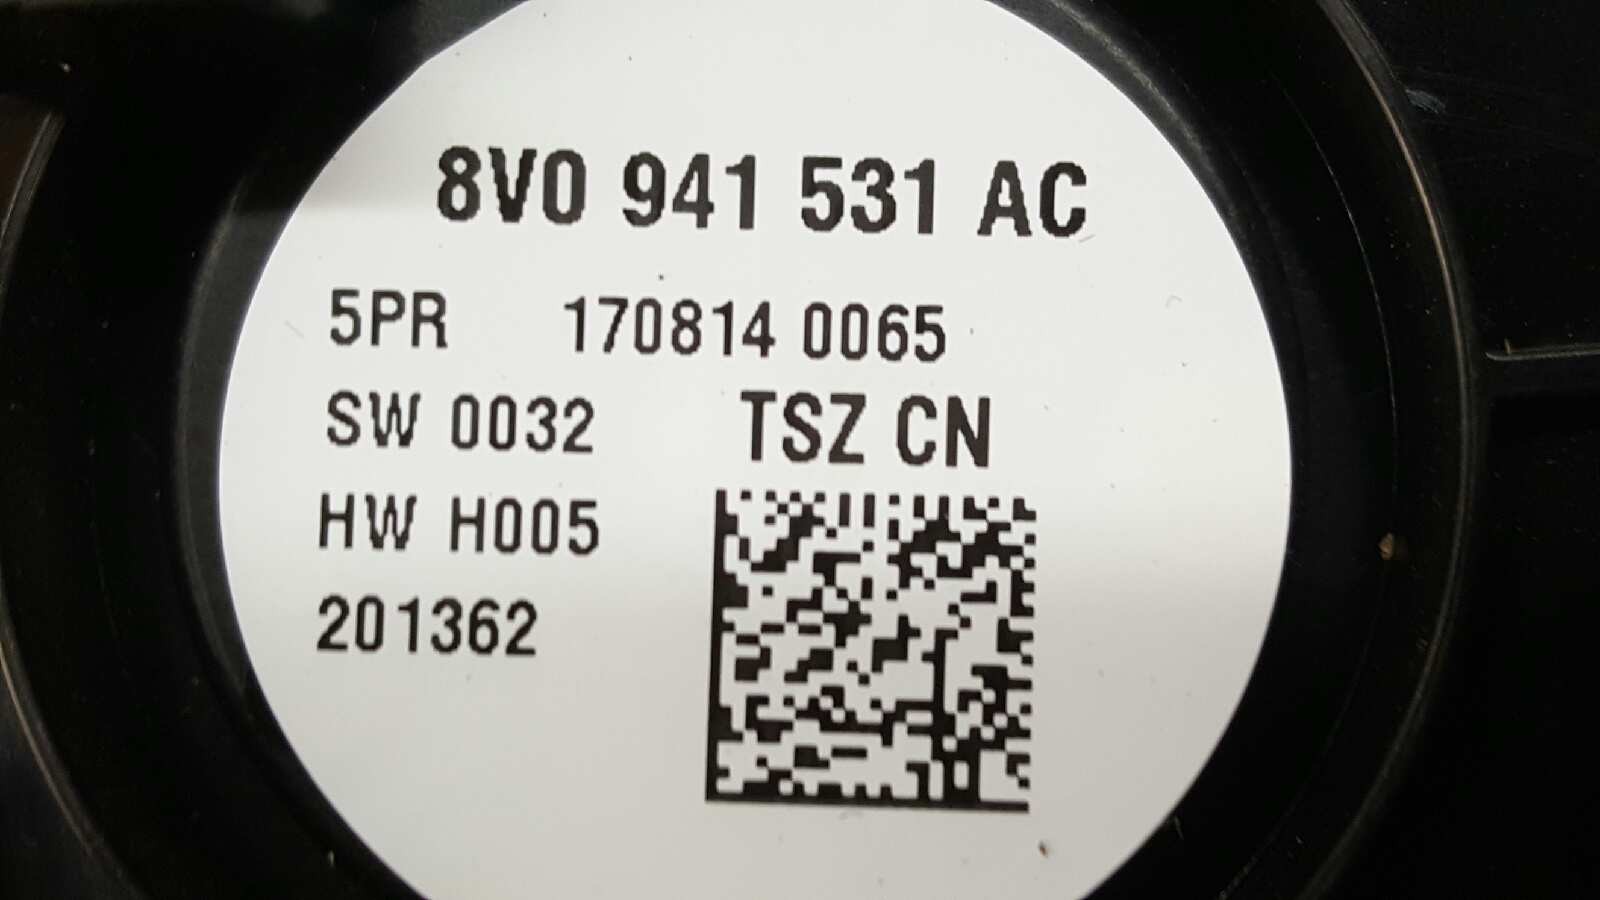 8V0 941 531 AC
5PR 170814 0065
SW 0032 TSZ CN
HW H005
201362